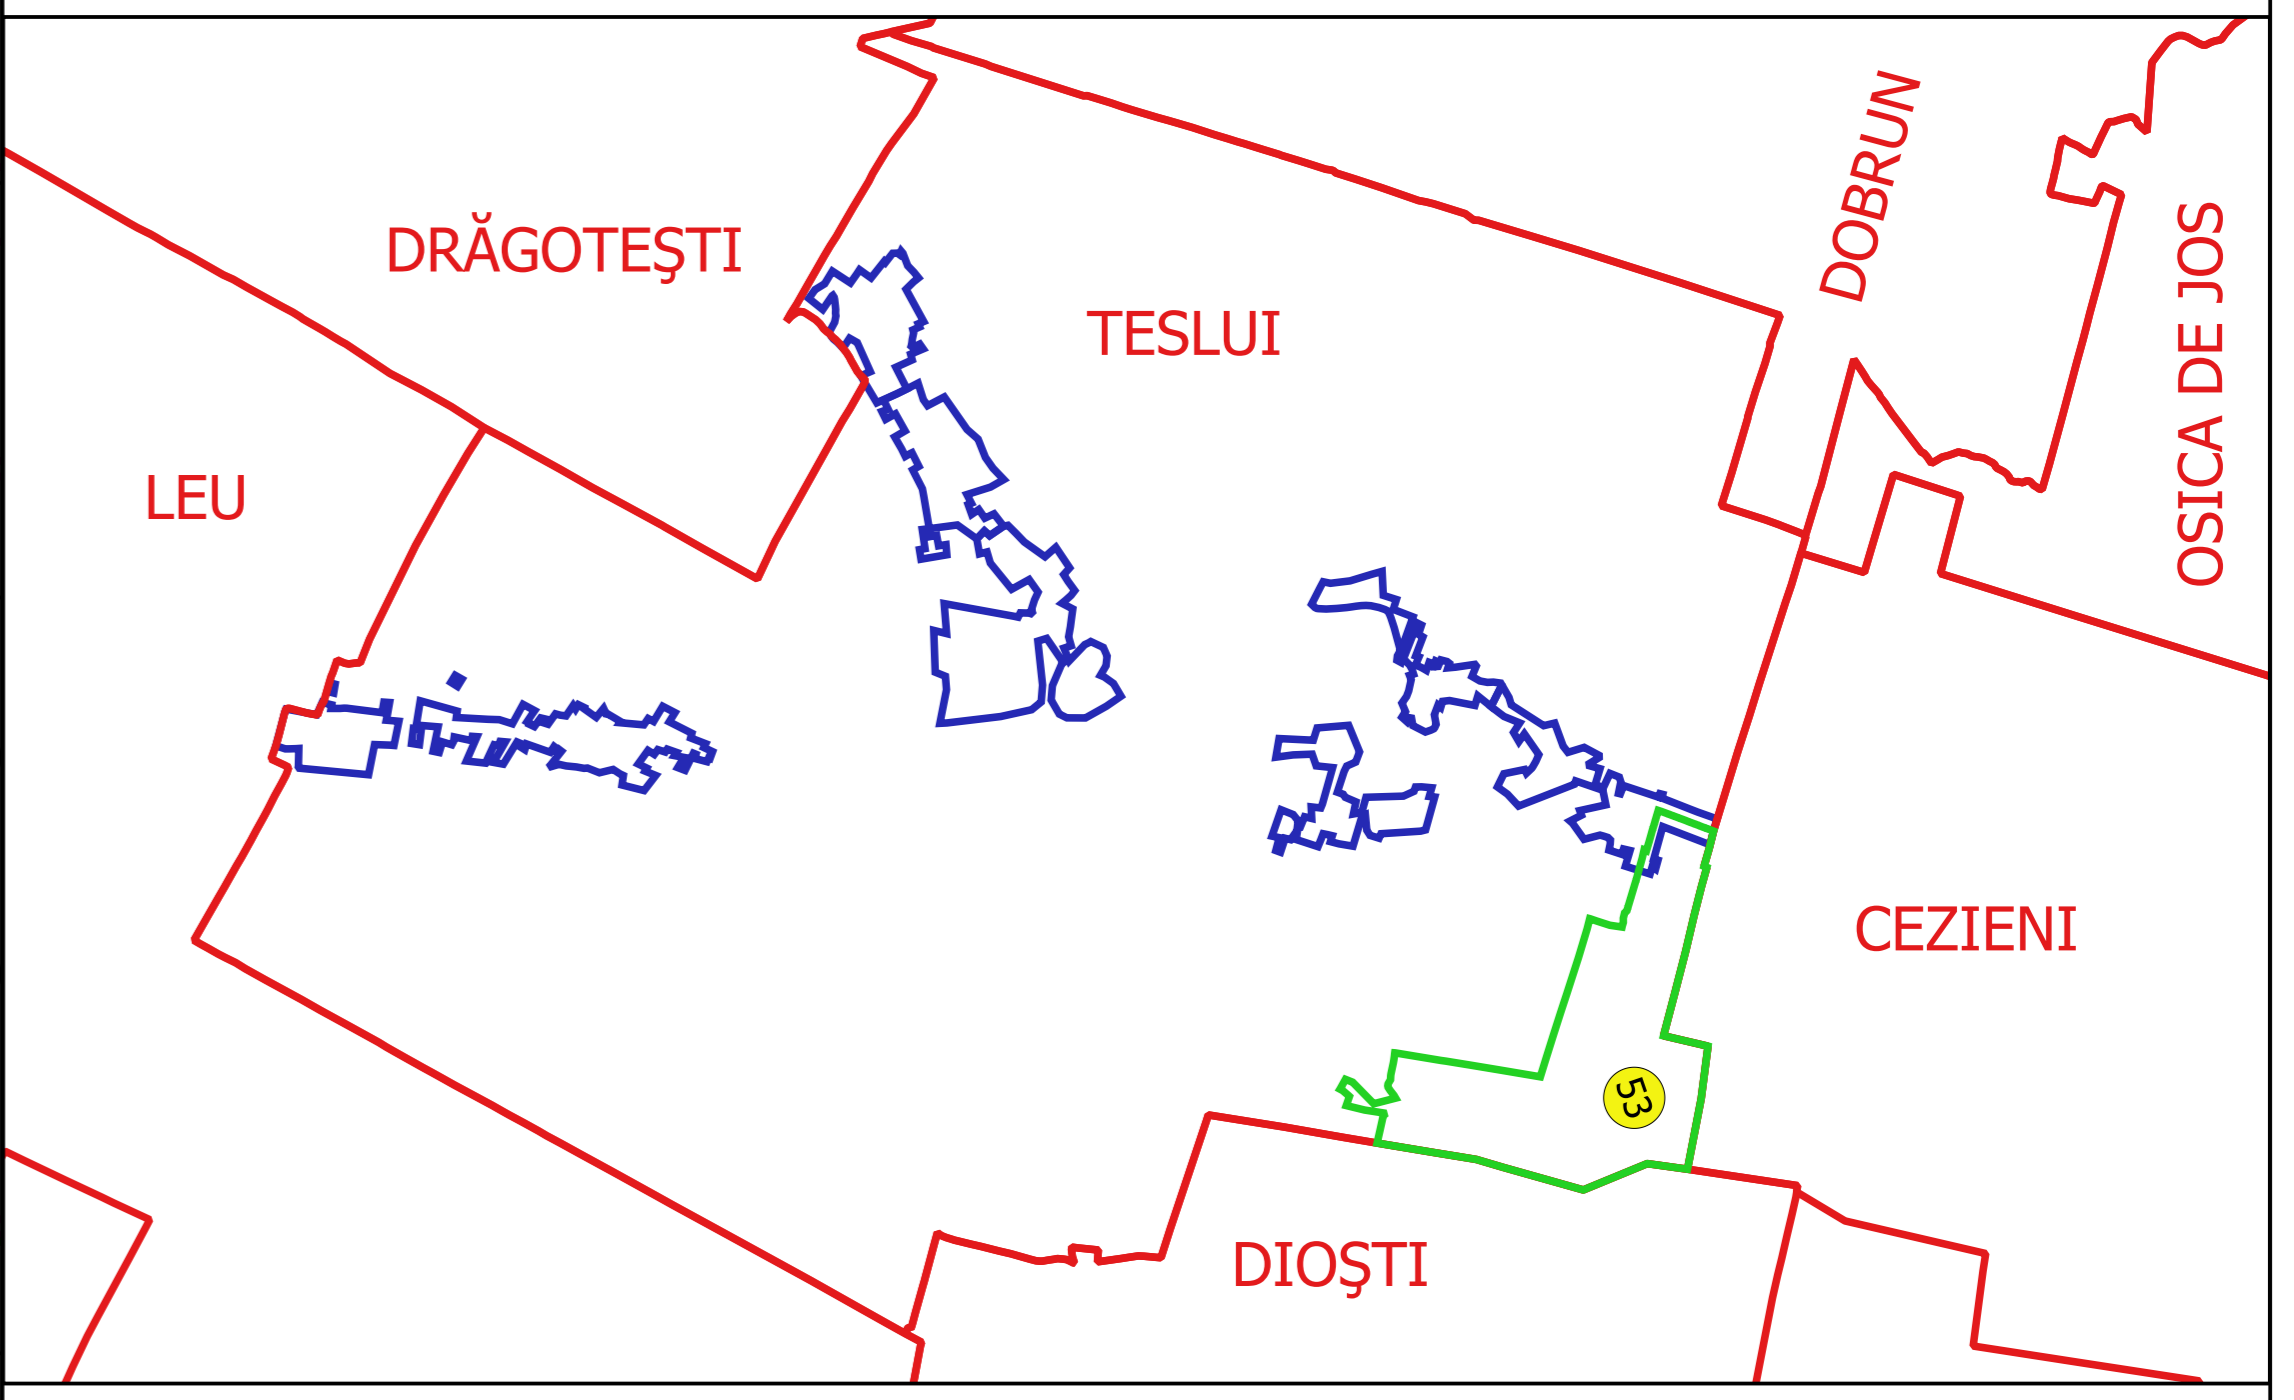 DOBRUN
OSICA DE JOS
DRĂGOTEŞTI
TESLUI
LEU
CEZIENI
53
DIOŞTI